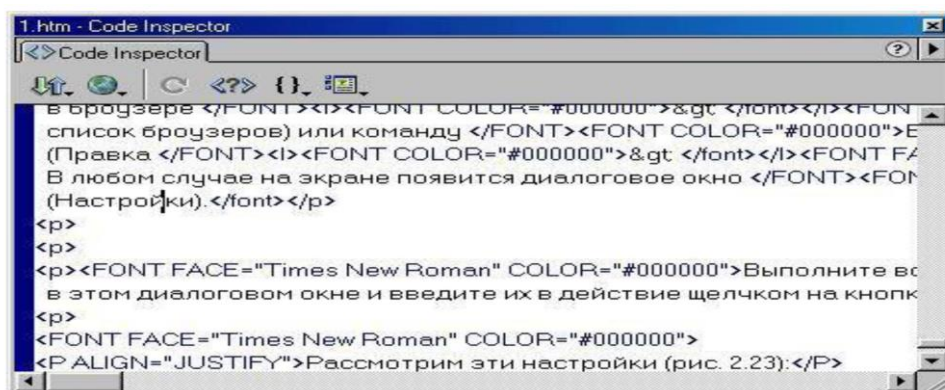 1.htm - Code Inspector
Code Inspector
в броузере </FONT><I><FONT COLOR="#000000">&gt </font></I><FON
список броузеров) или команду </FONT><FONT COLOR="#000000">E
(Правка </FONT><I><FONT COLOR="#000000">&gt </font></I><FONT FA
В любом случае на экране появится диалоговое окно </FONT><FON
(Настройки).</font></p>
<p>
<p>
<p><FONT FACE="Times New Roman" COLOR="#000000">Выполните во
в этом диалоговом окне и введите их в действие щелчком на кнопк
<p>
<FONT FACE="Times New Roman" COLOR="#000000">
<P ALIGN="JUSTIFY">Рассмотрим эти настройки (рис. 2.23):</P>